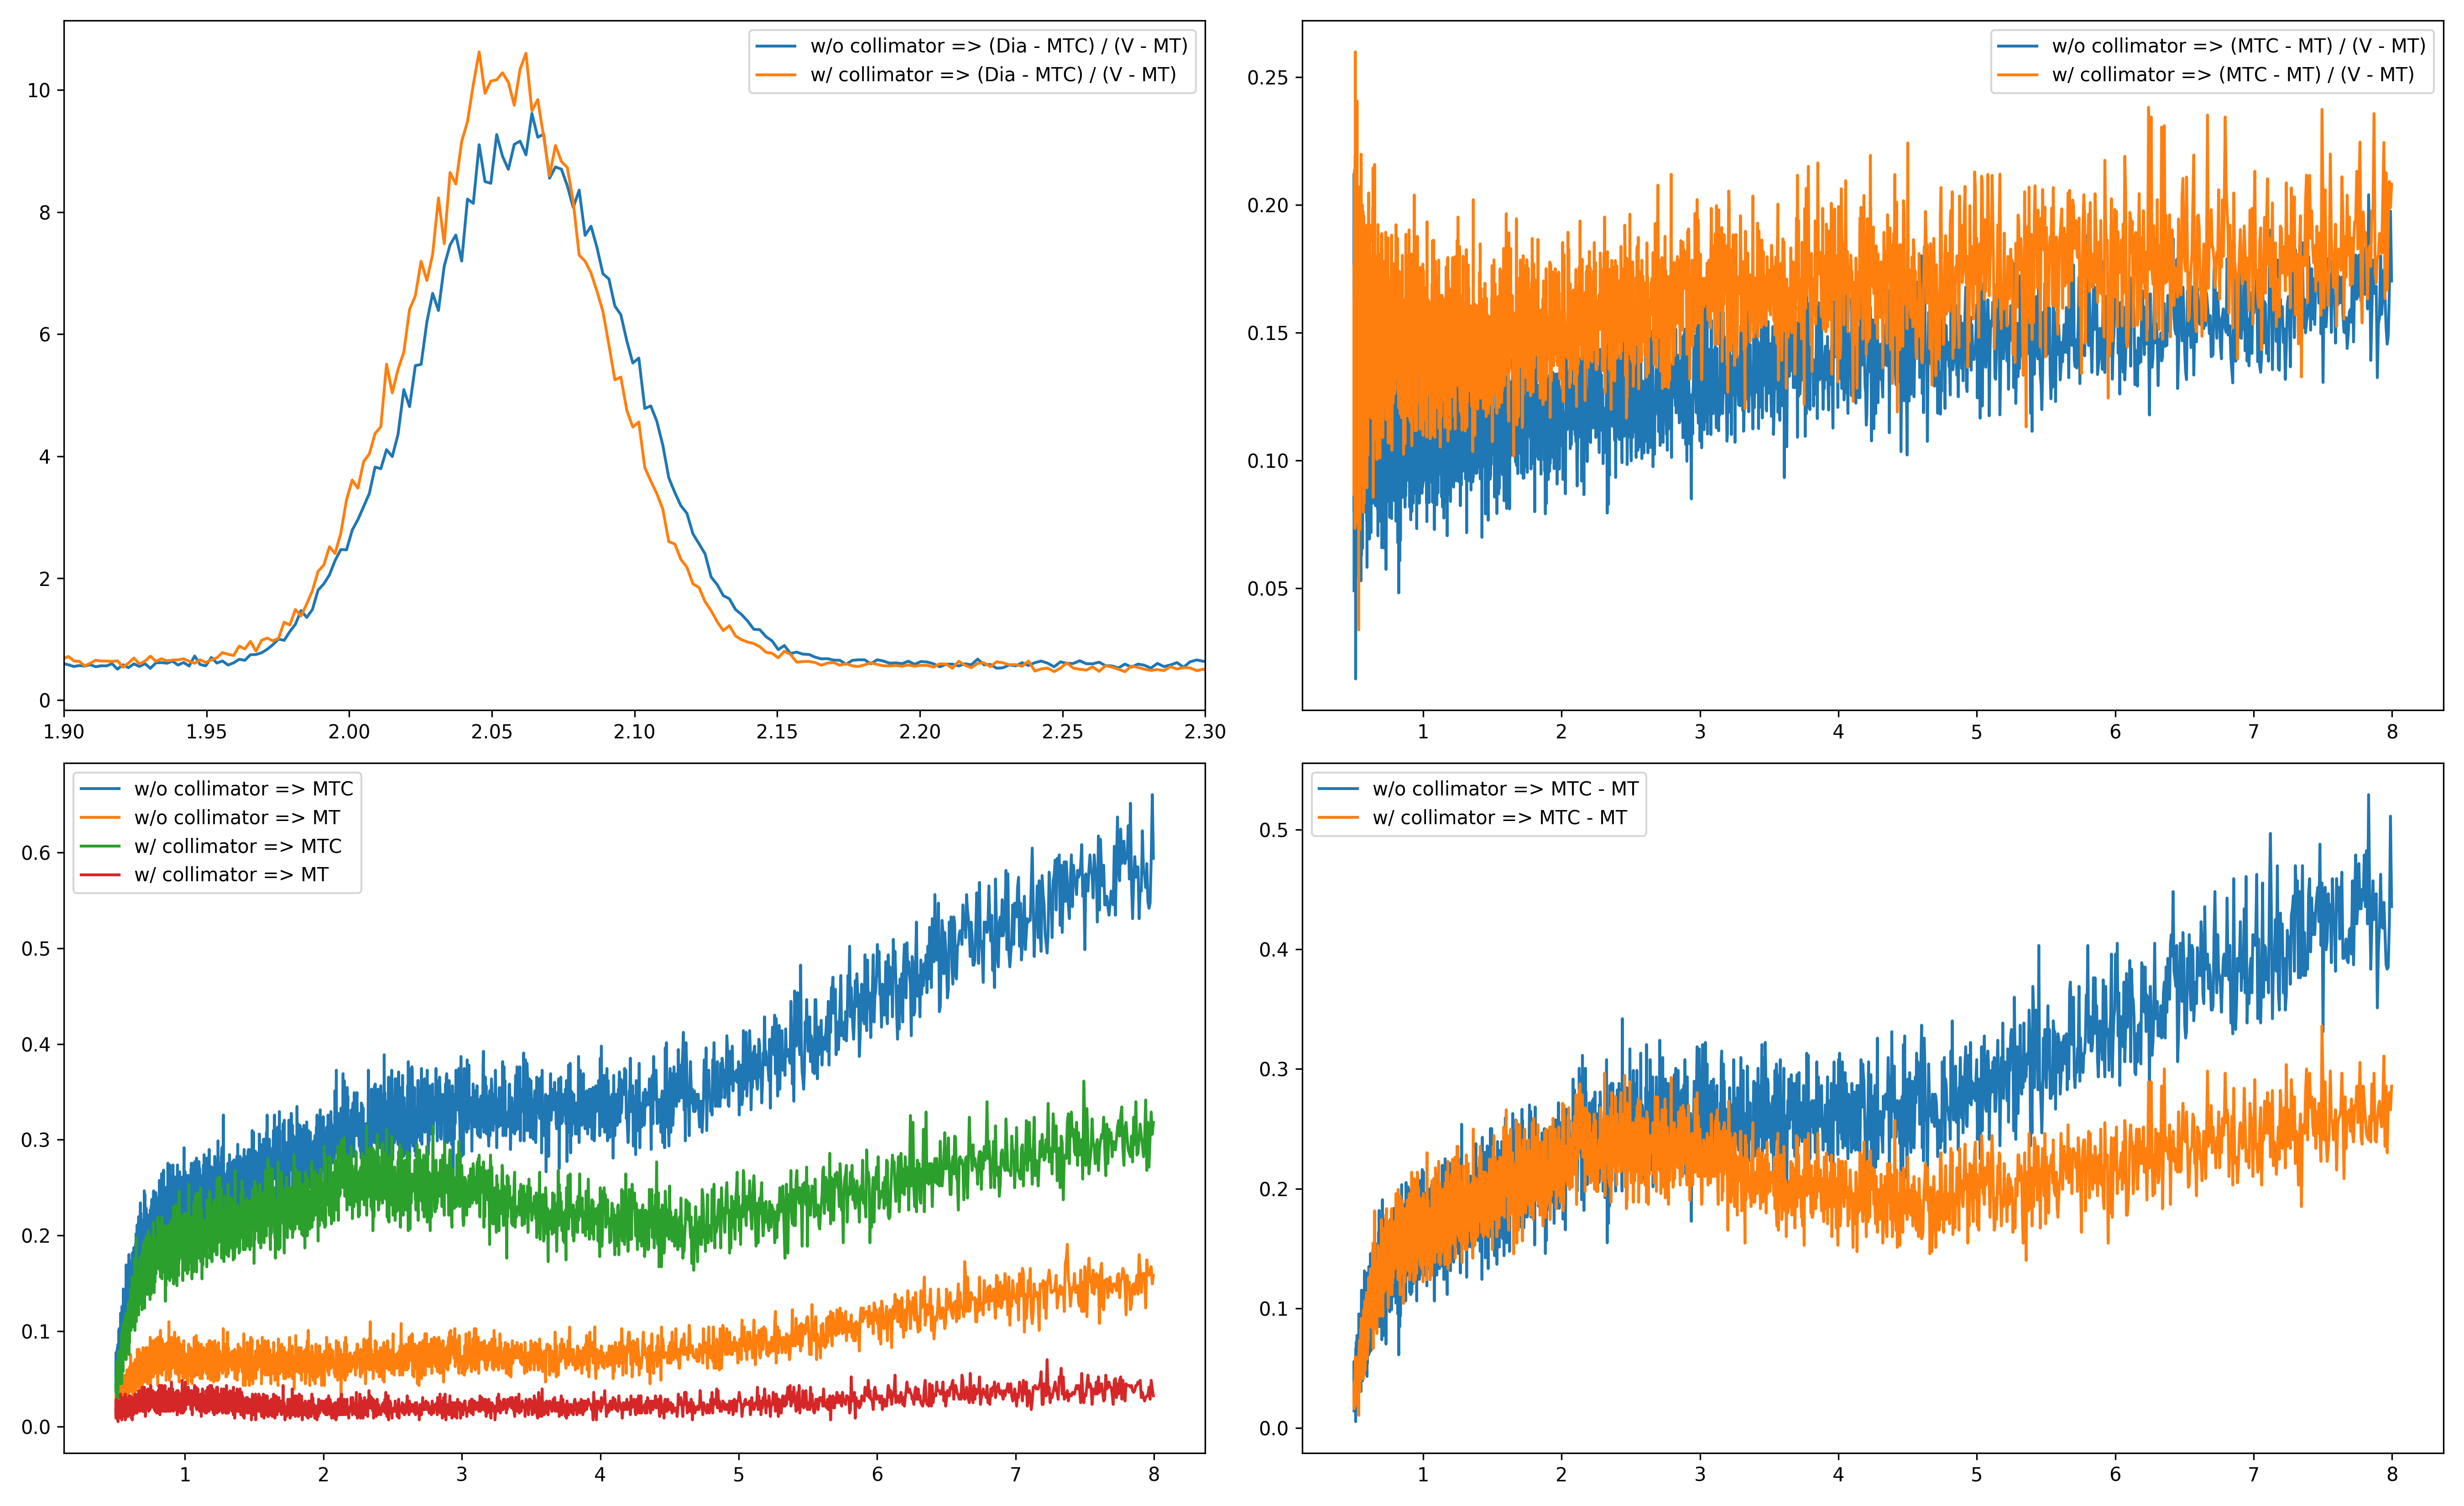 w/o collimator => (Dia - MTC) / (V - MT)
w/ collimator => (Dia - MTC) / (V - MT)
10
8
6
4
2
0
1.90 1.95 2.00 2.05 2.10 2.15 2.20 2.25 2.30
w/o collimator => (MTC - MT) / (V - MT)
w/ collimator => (MTC - MT) / (V - MT)
0.25
0.20
0.15
0.10
0.05
1 2 3 4 5 6 7 8
w/o collimator => MTC
w/o collimator => MT
w/ collimator => MTC
w/ collimator => MT
0.6
0.5
0.4
0.3
0.2
0.1
0.0
1 2 3 4 5 6 7 8
w/o collimator => MTC - MT
w/ collimator => MTC - MT
0.5
0.4
0.3
0.2
0.1
0.0
1 2 3 4 5 6 7 8